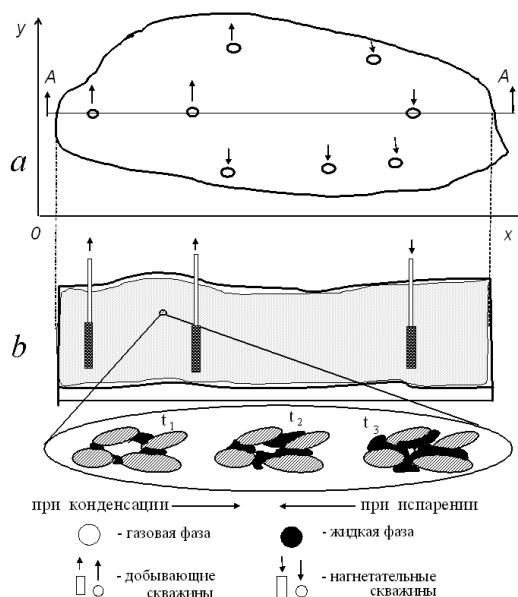 y
A A
a
0 x
b
t1 t2 t3
при конденсации при испарении
- газовая фаза - жидкая фаза
- добывающие
скважины
- нагнетательные
скважины